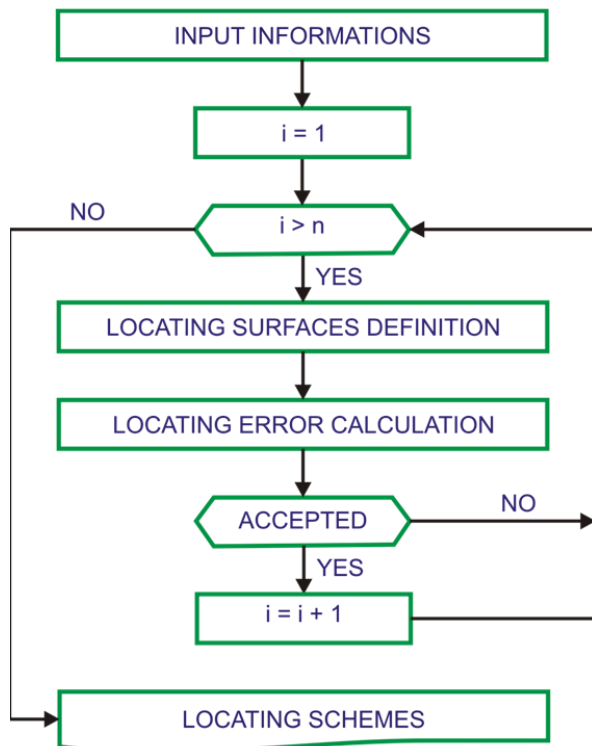 INPUT INFORMATIONS
i = 1
NO
i > n
YES
LOCATING SURFACES DEFINITION
LOCATING ERROR CALCULATION
ACCEPTED
NO
YES
i = i + 1
LOCATING SCHEMES